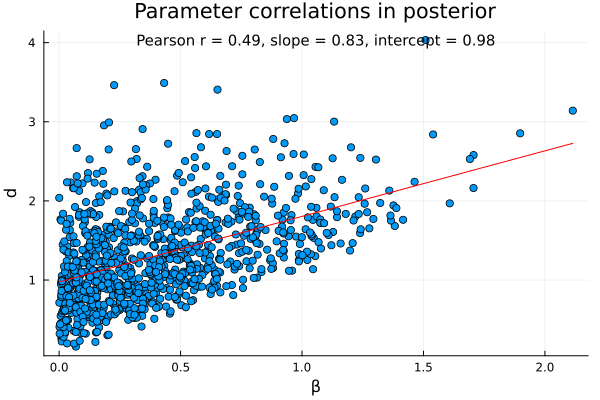 Parameter correlations in posterior
Pearson r = 0.49, slope = 0.83, intercept = 0.98
4
3
2
1
d
0.0 0.5 1.0 1.5 2.0
β